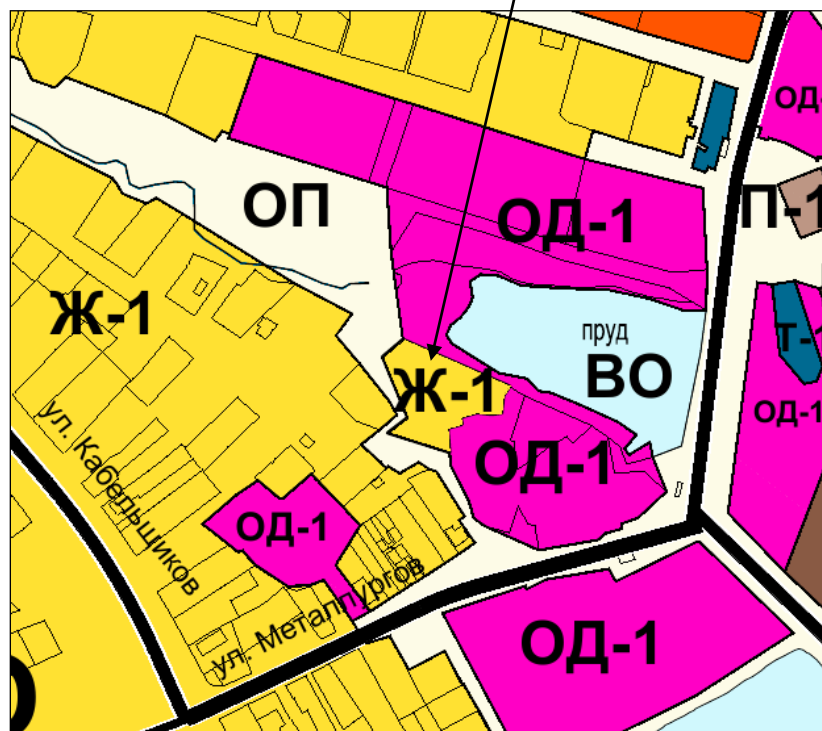 ОД-
ОП
ОД-1
П-1
Ж-1
пруд
ВО
Т-1
Ж-1
ОД-1
ул. Кабельщиков
ОД-1
ОД-1
ул. Металлургов
ОД-1